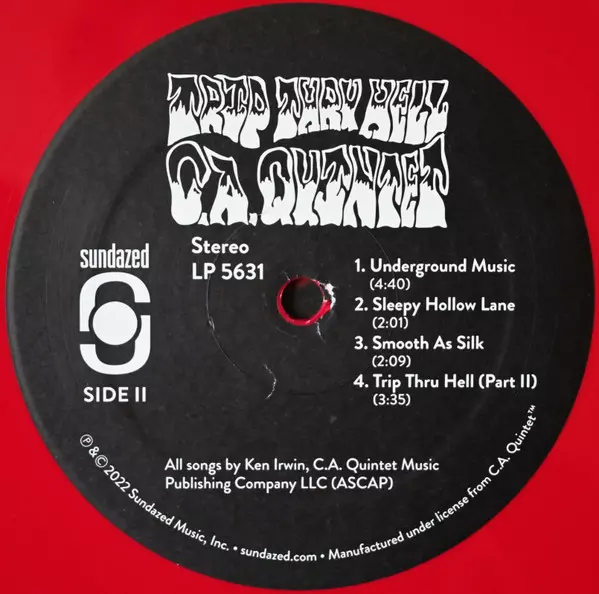 TRIP THRU HELL
C.A. QUINTET
sundazed
Stereo
LP 5631
SIDE II
1. Underground Music
(4:40)
2. Sleepy Hollow Lane
(2:01)
3. Smooth As Silk
(2:09)
4. Trip Thru Hell (Part II)
(3:35)
All songs by Ken Irwin, C.A. Quintet Music
Publishing Company LLC (ASCAP)
℗ & © 2022 Sundazed Music, Inc. • sundazed.com • Manufactured under license from C.A. Quintet™